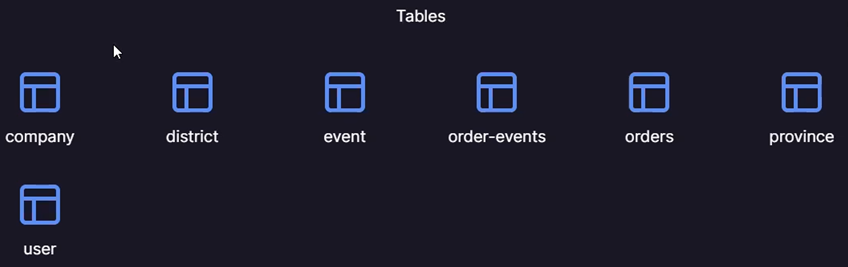 Tables
company district event order-events orders province
user